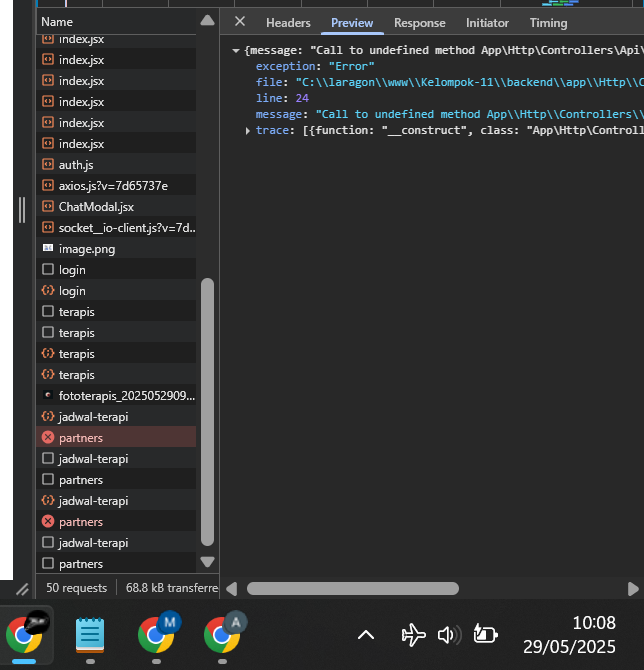 Name
index.jsx
index.jsx
index.jsx
index.jsx
index.jsx
index.jsx
auth.js
axios.js?v=7d65737e
ChatModal.jsx
socket__io-client.js?v=7d...
image.png
login
login
terapis
terapis
terapis
terapis
fototerapis_2025052909...
jadwal-terapi
partners
jadwal-terapi
partners
jadwal-terapi
partners
jadwal-terapi
partners
50 requests
68.8 kB transferre
Headers Preview Response Initiator Timing
{message: "Call to undefined method App\Http\Controllers\Api\
exception: "Error"
file: "C:\\laragon\\www\\Kelompok-11\\backend\\app\\Http\\C
line: 24
message: "Call to undefined method App\\Http\\Controllers\\
trace: [{function: "__construct", class: "App\Http\Controll
M
A
10:08
29/05/2025